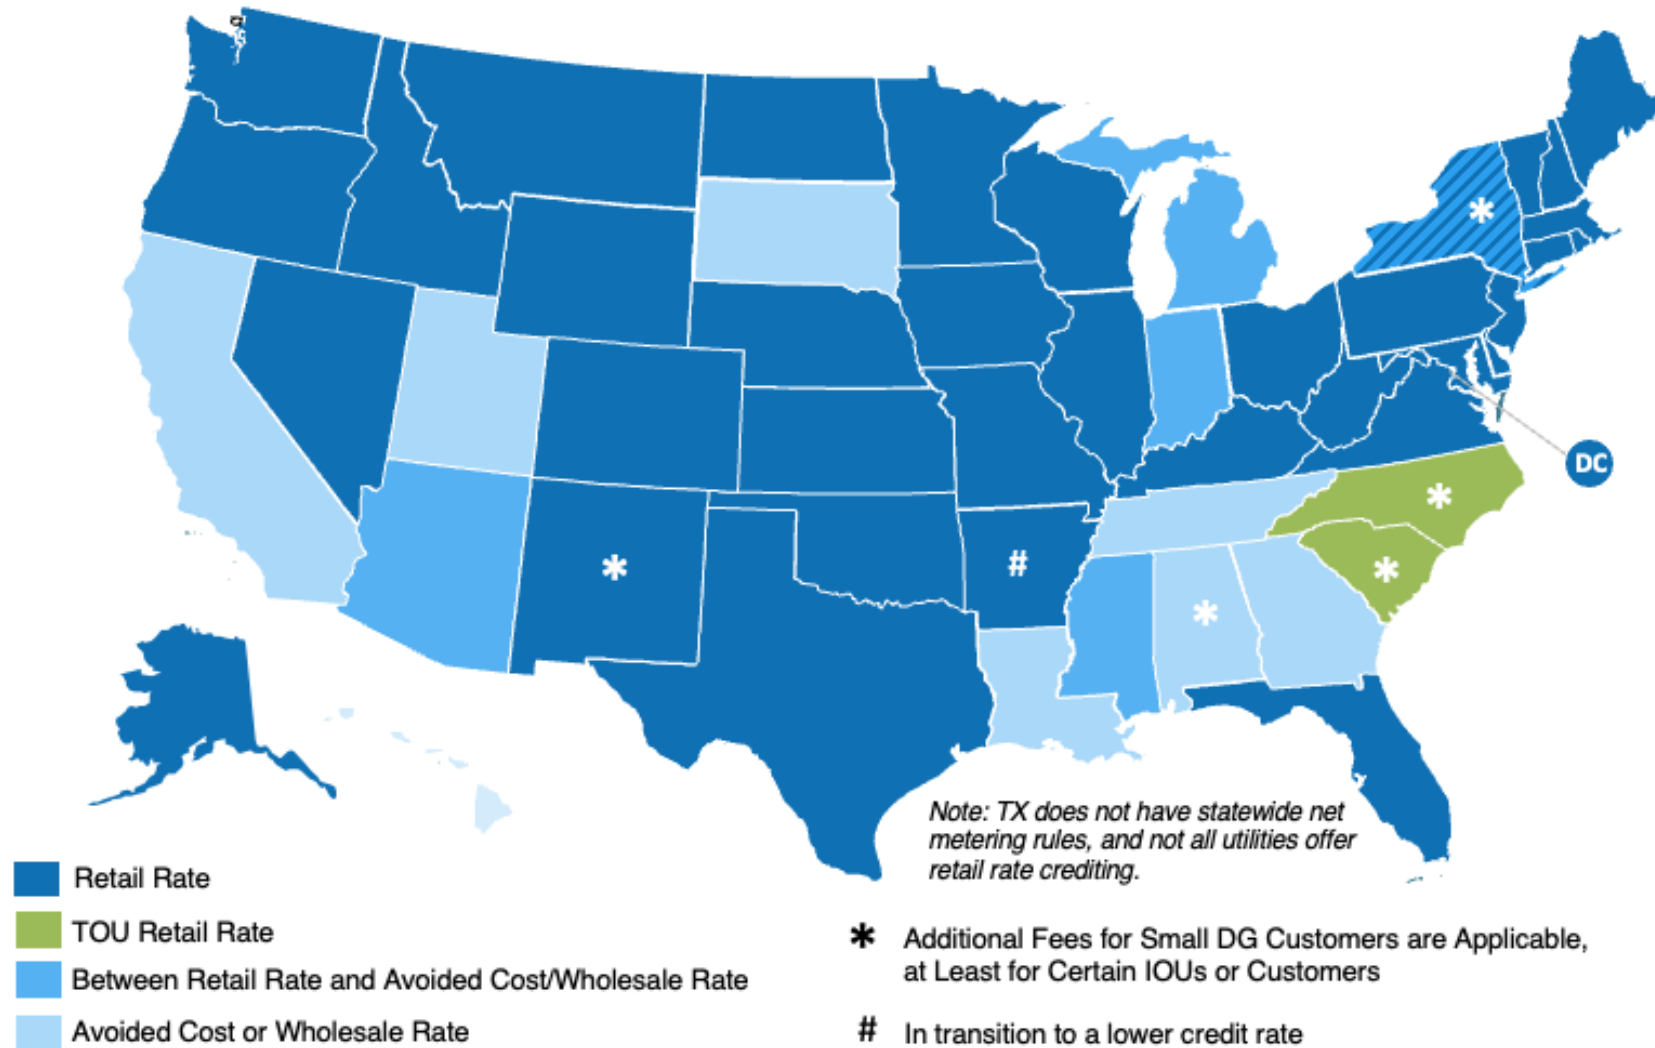 *
*
*
#
*
*
DC
Note: TX does not have statewide net
metering rules, and not all utilities offer
retail rate crediting.
Retail Rate
TOU Retail Rate
Between Retail Rate and Avoided Cost/Wholesale Rate
Avoided Cost or Wholesale Rate
* Additional Fees for Small DG Customers are Applicable,
at Least for Certain IOUs or Customers
# In transition to a lower credit rate